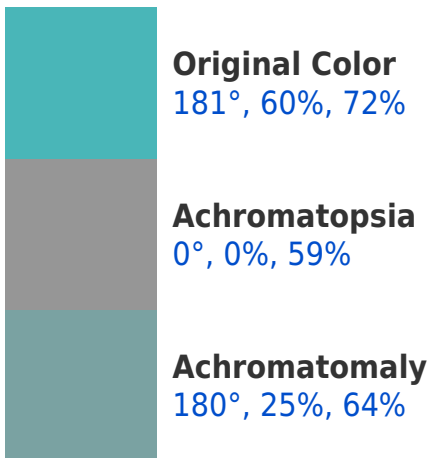 Original Color
181°, 60%, 72%
Achromatopsia
0°, 0%, 59%
Achromatomaly
180°, 25%, 64%